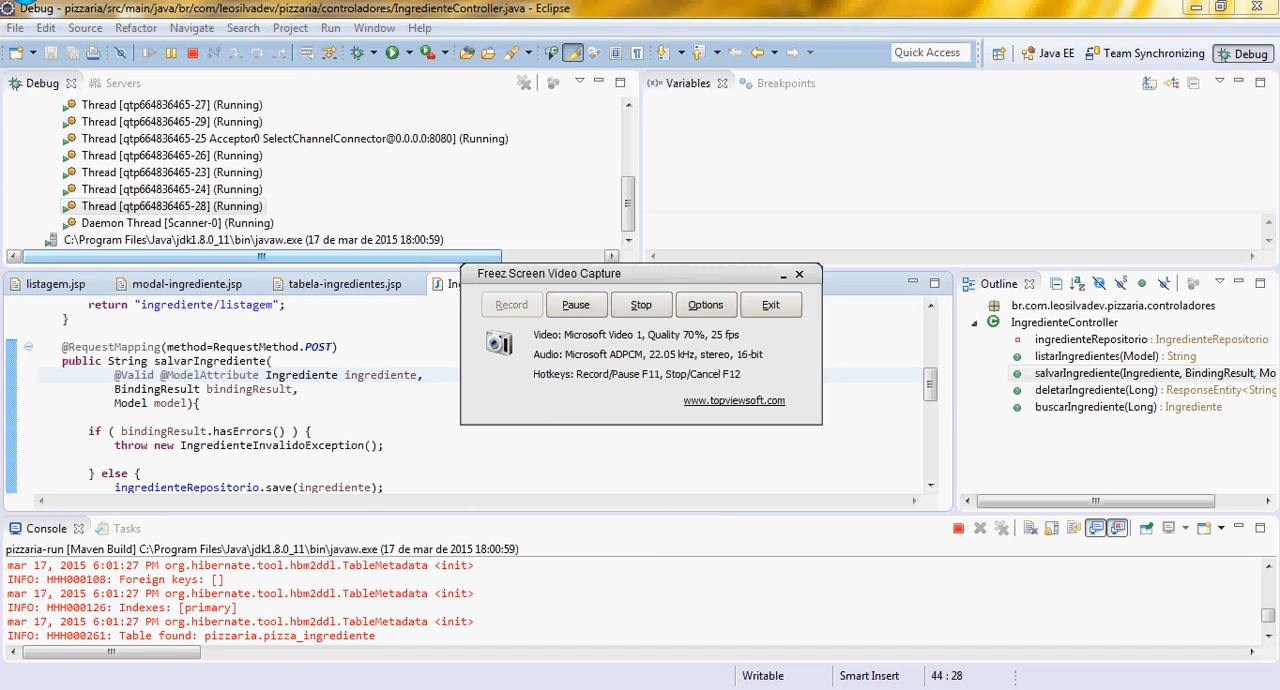 Debug - pizzaria/src/main/java/br/com/leosilvadev/pizzaria/controladores/IngredienteController.java - Eclipse
File Edit Source Refactor Navigate Search Project Run Window Help
Quick Access
Java EE
Team Synchronizing
Debug
Debug
Servers
Thread [qtp664836465-27] (Running)
Thread [qtp664836465-29] (Running)
Thread [qtp664836465-25 Acceptor0 SelectChannelConnector@0.0.0.0:8080] (Running)
Thread [qtp664836465-26] (Running)
Thread [qtp664836465-23] (Running)
Thread [qtp664836465-24] (Running)
Thread [qtp664836465-28] (Running)
Daemon Thread [Scanner-0] (Running)
C:\Program Files\Java\jdk1.8.0_11\bin\javaw.exe (17 de mar de 2015 18:00:59)
(x)= Variables
Breakpoints
Freez Screen Video Capture
Record Pause Stop Options Exit
Video: Microsoft Video 1, Quality 70%, 25 fps
Audio: Microsoft ADPCM, 22.05 kHz, stereo, 16-bit
Hotkeys: Record/Pause F11, Stop/Cancel F12
www.topviewsoft.com
listagem.jsp
modal-ingrediente.jsp
tabela-ingredientes.jsp
return "ingrediente/listagem";
}
@RequestMapping(method=RequestMethod.POST)
public String salvarIngrediente(
@Valid @ModelAttribute Ingrediente ingrediente,
BindingResult bindingResult,
Model model){
if ( bindingResult.hasErrors() ) {
throw new IngredienteInvalidoException();
} else {
ingredienteRepositorio.save(ingrediente);
Outline
br.com.leosilvadev.pizzaria.controladores
IngredienteController
ingredienteRepositorio : IngredienteRepositorio
listarIngredientes(Model) : String
salvarIngrediente(Ingrediente, BindingResult, Mo
deletarIngrediente(Long) : ResponseEntity<String
buscarIngrediente(Long) : Ingrediente
Console
Tasks
pizzaria-run [Maven Build] C:\Program Files\Java\jdk1.8.0_11\bin\javaw.exe (17 de mar de 2015 18:00:59)
mar 17, 2015 6:01:27 PM org.hibernate.tool.hbm2ddl.TableMetadata <init>
INFO: HHH000108: Foreign keys: []
mar 17, 2015 6:01:27 PM org.hibernate.tool.hbm2ddl.TableMetadata <init>
INFO: HHH000126: Indexes: [primary]
mar 17, 2015 6:01:27 PM org.hibernate.tool.hbm2ddl.TableMetadata <init>
INFO: HHH000261: Table found: pizzaria.pizza_ingrediente
Writable
Smart Insert
44 : 28